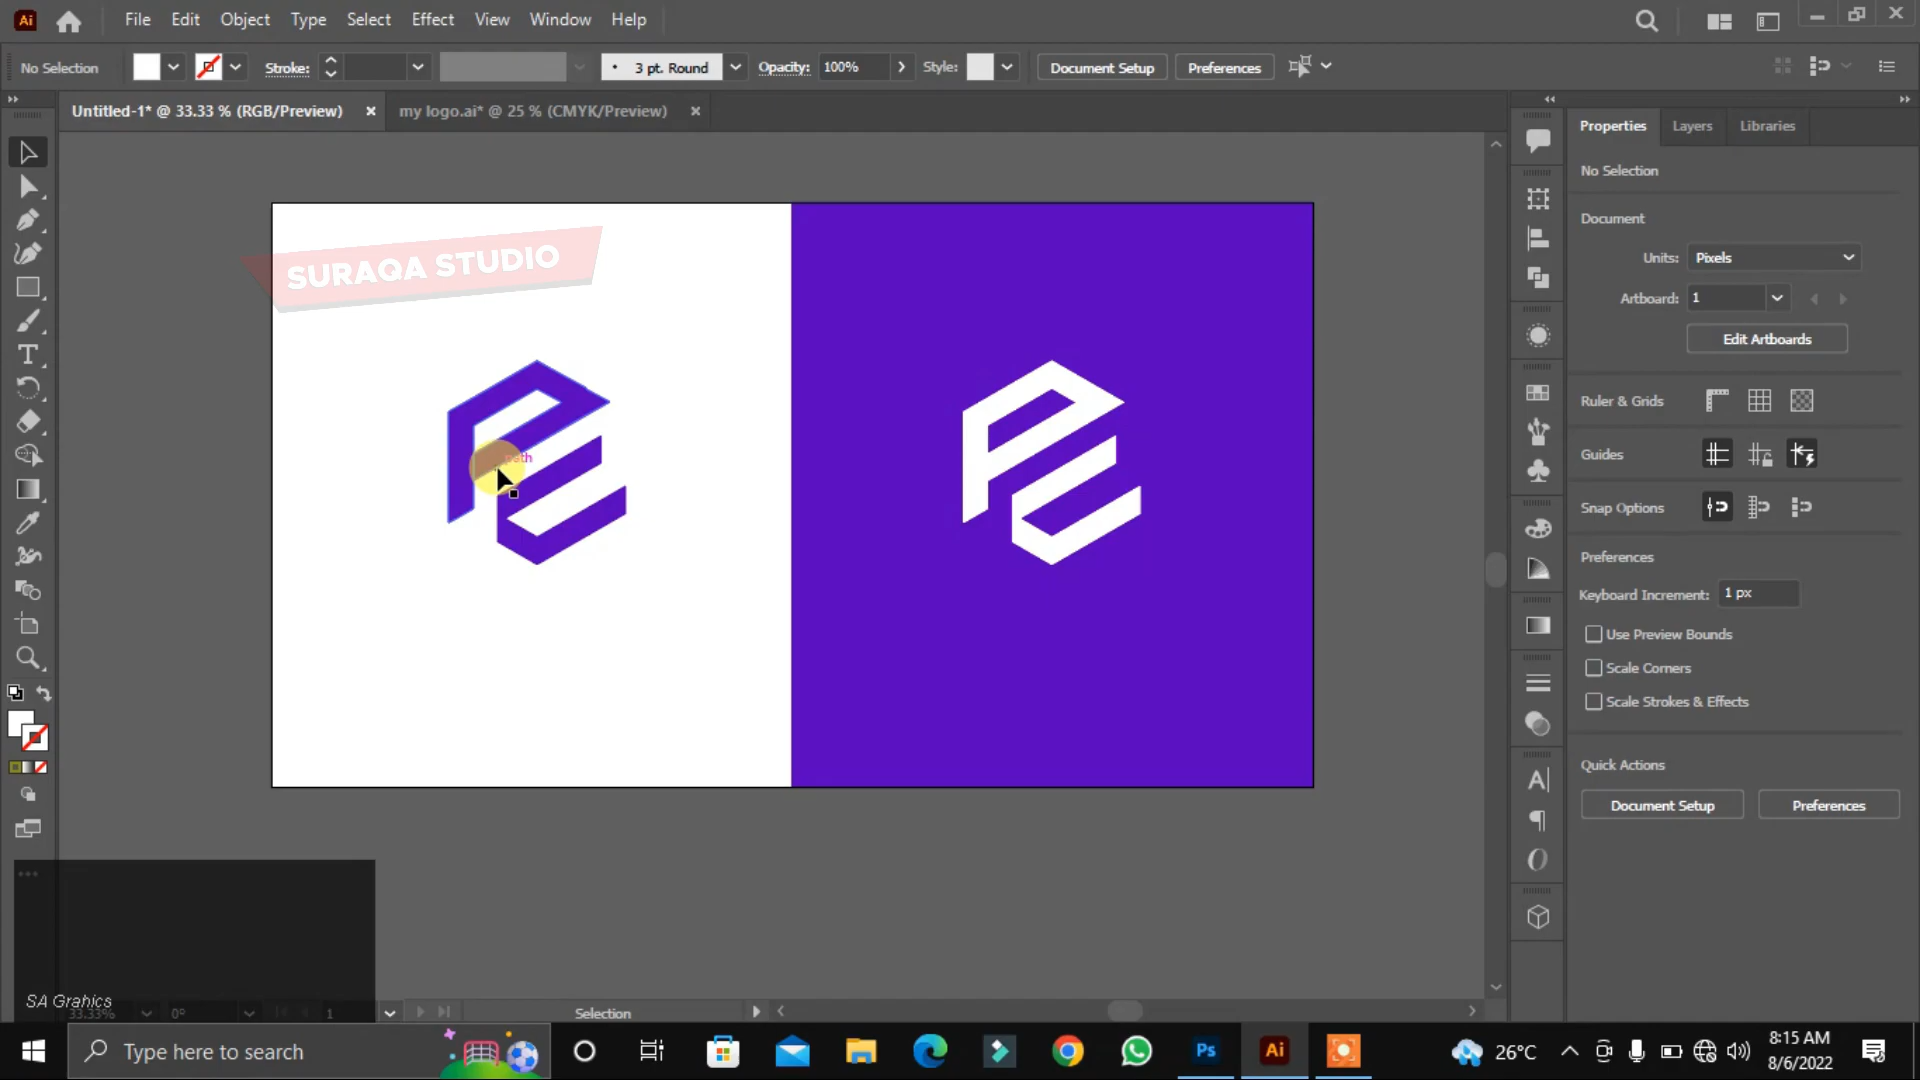 File Edit Object Type Select Effect View Window Help
No Selection Stroke: 3 pt. Round Opacity: 100% Style: Document Setup Preferences
Untitled-1* @ 33.33 % (RGB/Preview) my logo.ai* @ 25 % (CMYK/Preview)
Properties Layers Libraries
No Selection
Document
Units: Pixels
Artboard: 1
Edit Artboards
Ruler & Grids
Guides
Snap Options
Preferences
Keyboard Increment: 1 px
Use Preview Bounds
Scale Corners
Scale Strokes & Effects
Quick Actions
Document Setup Preferences
SURAQA STUDIO
path
SA Grahics
33.33% 0° 1 Selection
Type here to search
Ps Ai
26°C
8:15 AM
8/6/2022